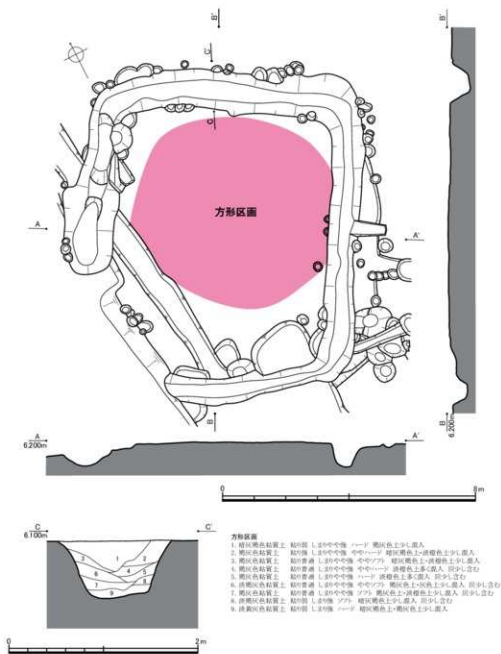 B'
B'
C'
C
方形区画
A
A'
B
B
6.200m
A
6.200m
A'
0
8m
C
6.100m
C'
1
2
3
4
5
6
7
8
9
0
2m
方形区画
1. 暗灰褐色粘質土 粘り強 しまりやや強 ハード 褐灰色土少し混入
2. 褐灰色粘質土 粘り強 しまりやや強 ややハード 暗灰褐色土・淡橙色土少し混入
3. 褐灰色粘質土 粘り普通 しまりやや強 ややソフト 暗灰褐色土・淡橙色土少し混入
4. 褐灰色粘質土 粘り普通 しまりやや強 ややハード 淡橙色土多く混入 炭少し含む
5. 褐灰色粘質土 粘り普通 しまりやや強 ハード 淡橙色土多く混入 炭少し含む
6. 淡褐灰色粘質土 粘り普通 しまりやや強 ややソフト 褐灰色土・灰色土少し混入 炭少し含む
7. 褐灰色粘質土 粘り普通 しまりやや強 ソフト 褐灰色土・淡橙色土少し混入 炭少し含む
8. 淡褐灰色粘質土 粘り強 しまり強 ソフト 暗灰褐色土少し混入 炭少し含む
9. 淡黄灰色粘質土 粘り強 しまり強 ハード 暗灰褐色土・褐灰色土少し混入